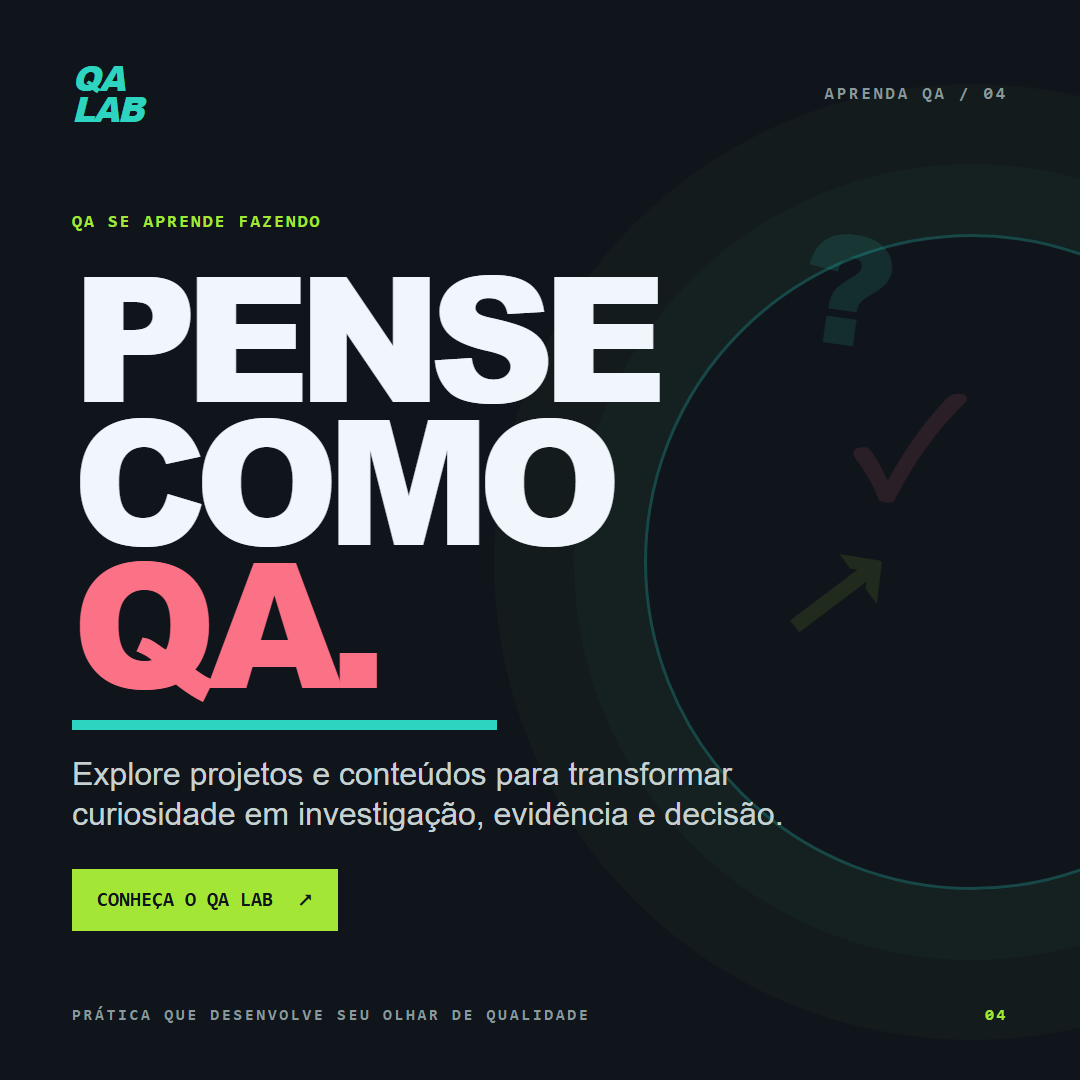 QA
LAB
APRENDA QA / 04
QA SE APRENDE FAZENDO
PENSE
COMO
QA.
?
✓
↗
Explore projetos e conteúdos para transformar
curiosidade em investigação, evidência e decisão.
CONHEÇA O QA LAB ↗
PRÁTICA QUE DESENVOLVE SEU OLHAR DE QUALIDADE
04